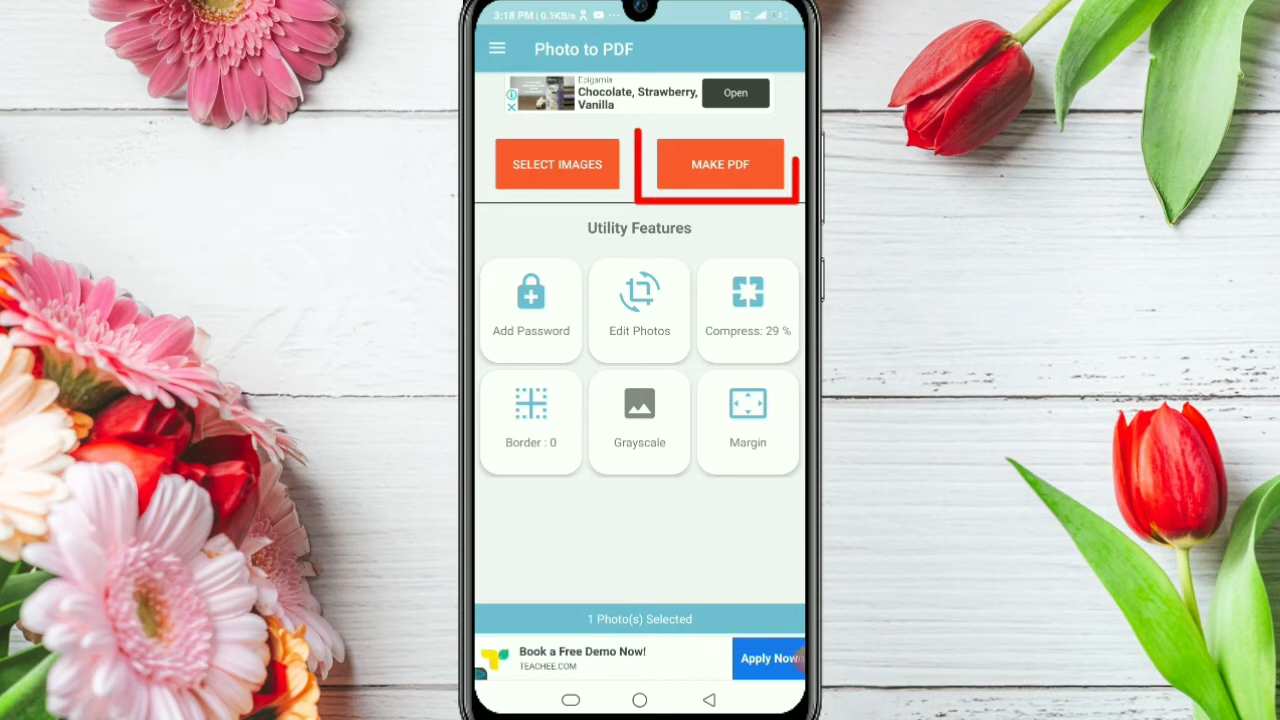 3:18 PM | 0.1KB/s
Photo to PDF
Epigamia
Chocolate, Strawberry,
Vanilla
Open
SELECT IMAGES
MAKE PDF
Utility Features
Add Password
Edit Photos
Compress: 29 %
Border : 0
Grayscale
Margin
1 Photo(s) Selected
Book a Free Demo Now!
TEACHEE.COM
Apply Now